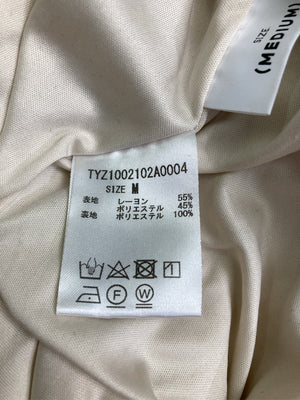 SIZE
(MEDIUM)
TYZ1002102A0004
SIZE M
表地 レーヨン 55%
ポリエステル 45%
裏地 ポリエステル 100%
F W